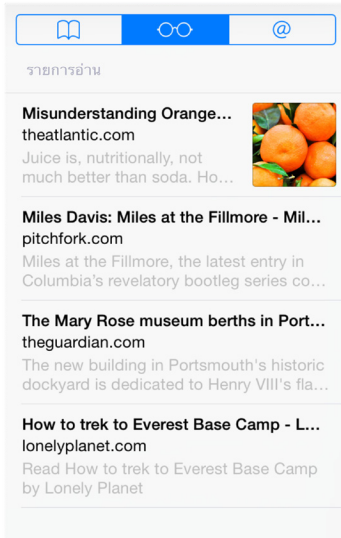 @
รายการอ่าน
Misunderstanding Orange...
theatlantic.com
Juice is, nutritionally, not
much better than soda. Ho...
Miles Davis: Miles at the Fillmore - Mil...
pitchfork.com
Miles at the Fillmore, the latest entry in
Columbia's revelatory bootleg series co...
The Mary Rose museum berths in Port...
theguardian.com
The new building in Portsmouth's historic
dockyard is dedicated to Henry VIII's fla...
How to trek to Everest Base Camp - L...
lonelyplanet.com
Read How to trek to Everest Base Camp
by Lonely Planet